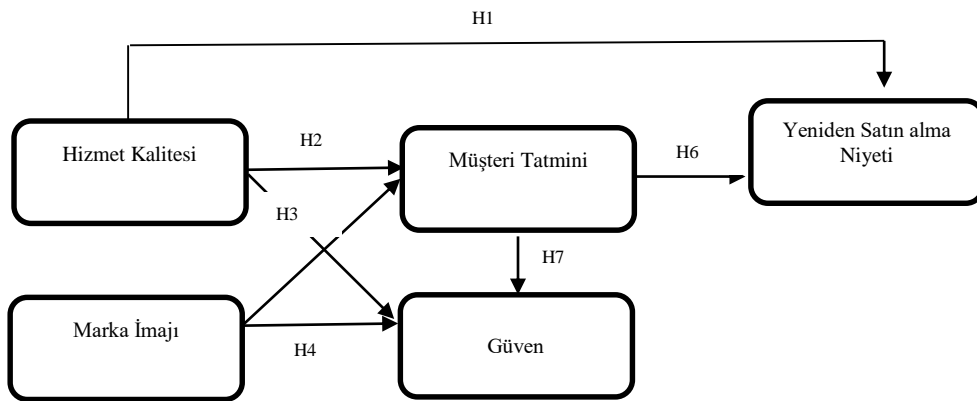 H1
Hizmet Kalitesi
H2
Müşteri Tatmini
H6
Yeniden Satın alma
Niyeti
H3
H7
Marka İmajı
H4
Güven